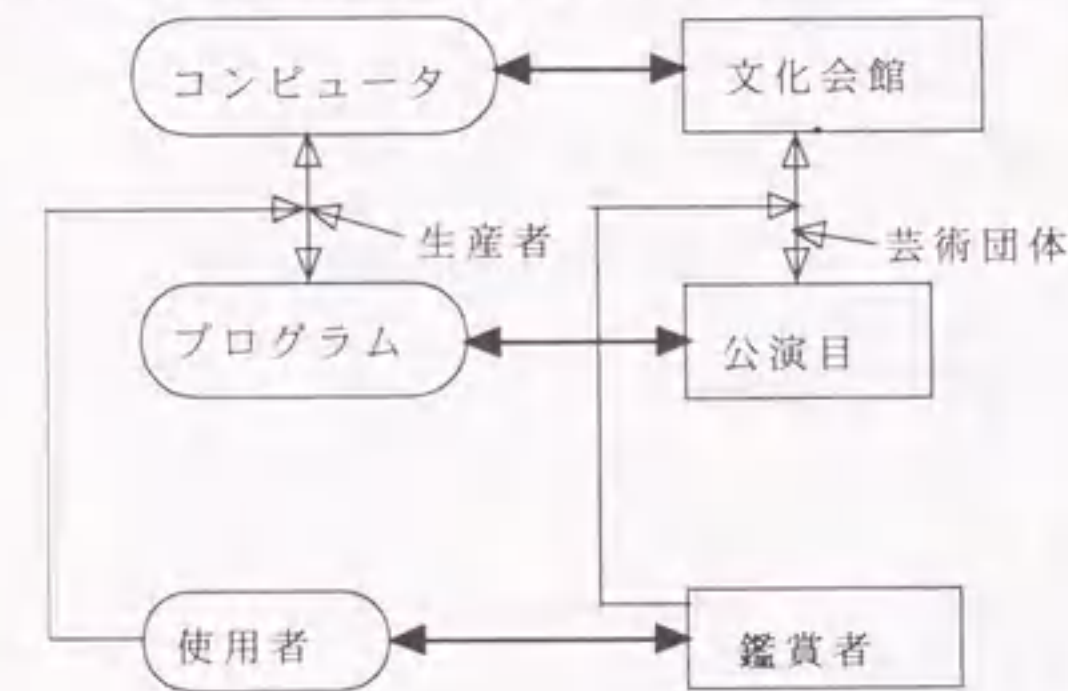 コンピュータ
文化会館
生産者
芸術団体
プログラム
公演目
使用者
鑑賞者